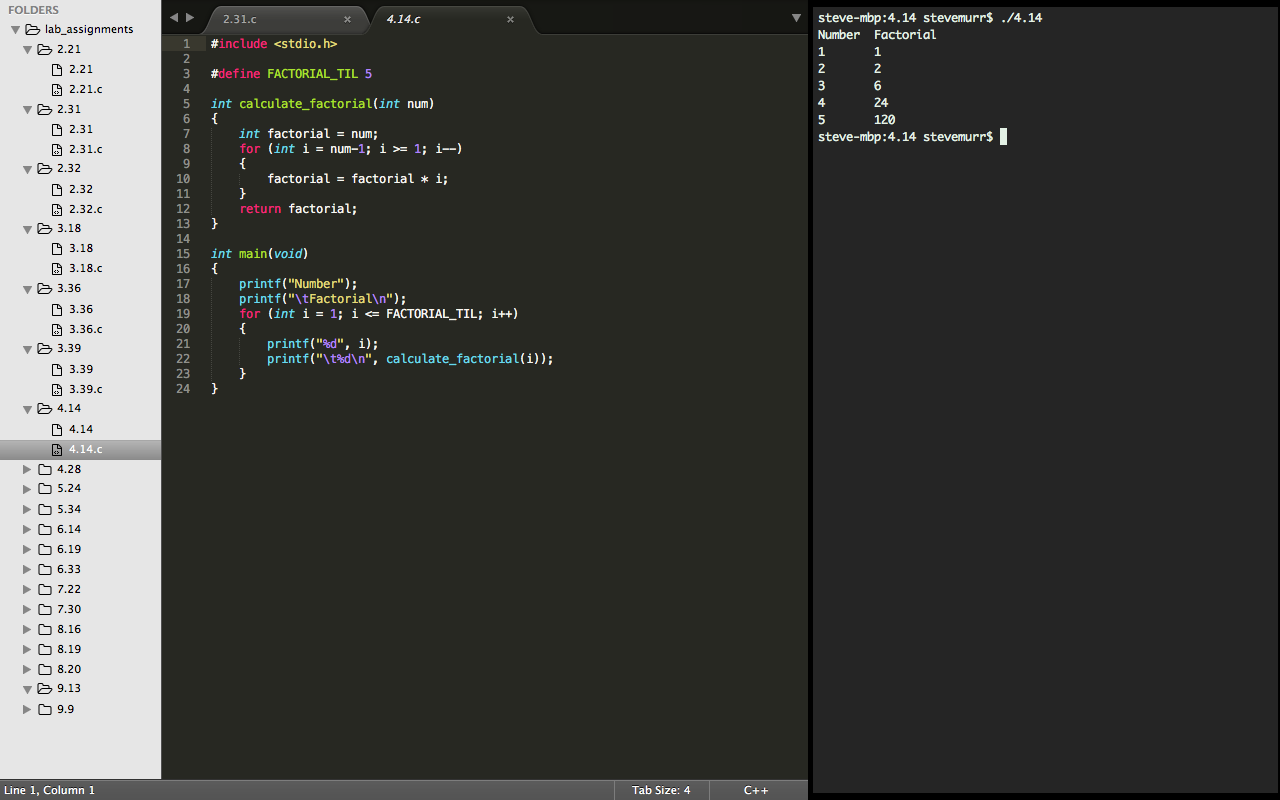 FOLDERS
lab_assignments
2.21
2.21
2.21.c
2.31
2.31
2.31.c
2.32
2.32
2.32.c
3.18
3.18
3.18.c
3.36
3.36
3.36.c
3.39
3.39
3.39.c
4.14
4.14
4.14.c
4.28
5.24
5.34
6.14
6.19
6.33
7.22
7.30
8.16
8.19
8.20
9.13
9.9
2.31.c × 4.14.c ×
1 #include <stdio.h>
2
3 #define FACTORIAL_TIL 5
4
5 int calculate_factorial(int num)
6 {
7     int factorial = num;
8     for (int i = num-1; i >= 1; i--)
9     {
10         factorial = factorial * i;
11     }
12     return factorial;
13 }
14
15 int main(void)
16 {
17     printf("Number");
18     printf("\tFactorial\n");
19     for (int i = 1; i <= FACTORIAL_TIL; i++)
20     {
21         printf("%d", i);
22         printf("\t%d\n", calculate_factorial(i));
23     }
24 }
steve-mbp:4.14 stevemurr$ ./4.14
Number  Factorial
1       1
2       2
3       6
4       24
5       120
steve-mbp:4.14 stevemurr$
Line 1, Column 1 Tab Size: 4 C++